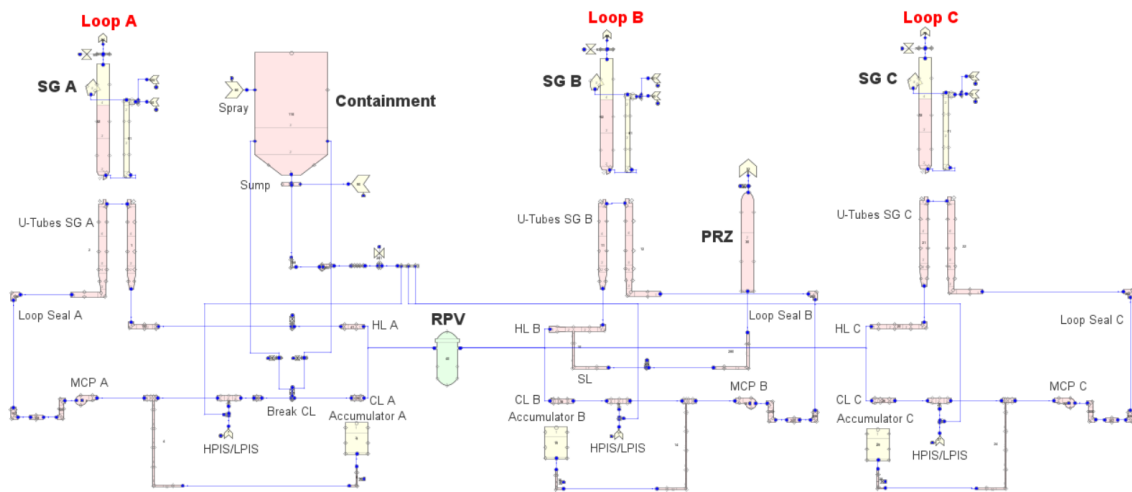 Loop A
Loop B
Loop C
SG A
Containment
SG B
SG C
Spray
Sump
U-Tubes SG A
U-Tubes SG B
PRZ
U-Tubes SG C
Loop Seal A
HL A
RPV
HL B
Loop Seal B
HL C
Loop Seal C
SL
MCP A
Break CL
CL A
CL B
MCP B
CL C
MCP C
Accumulator A
Accumulator B
Accumulator C
HPIS/LPIS
HPIS/LPIS
HPIS/LPIS